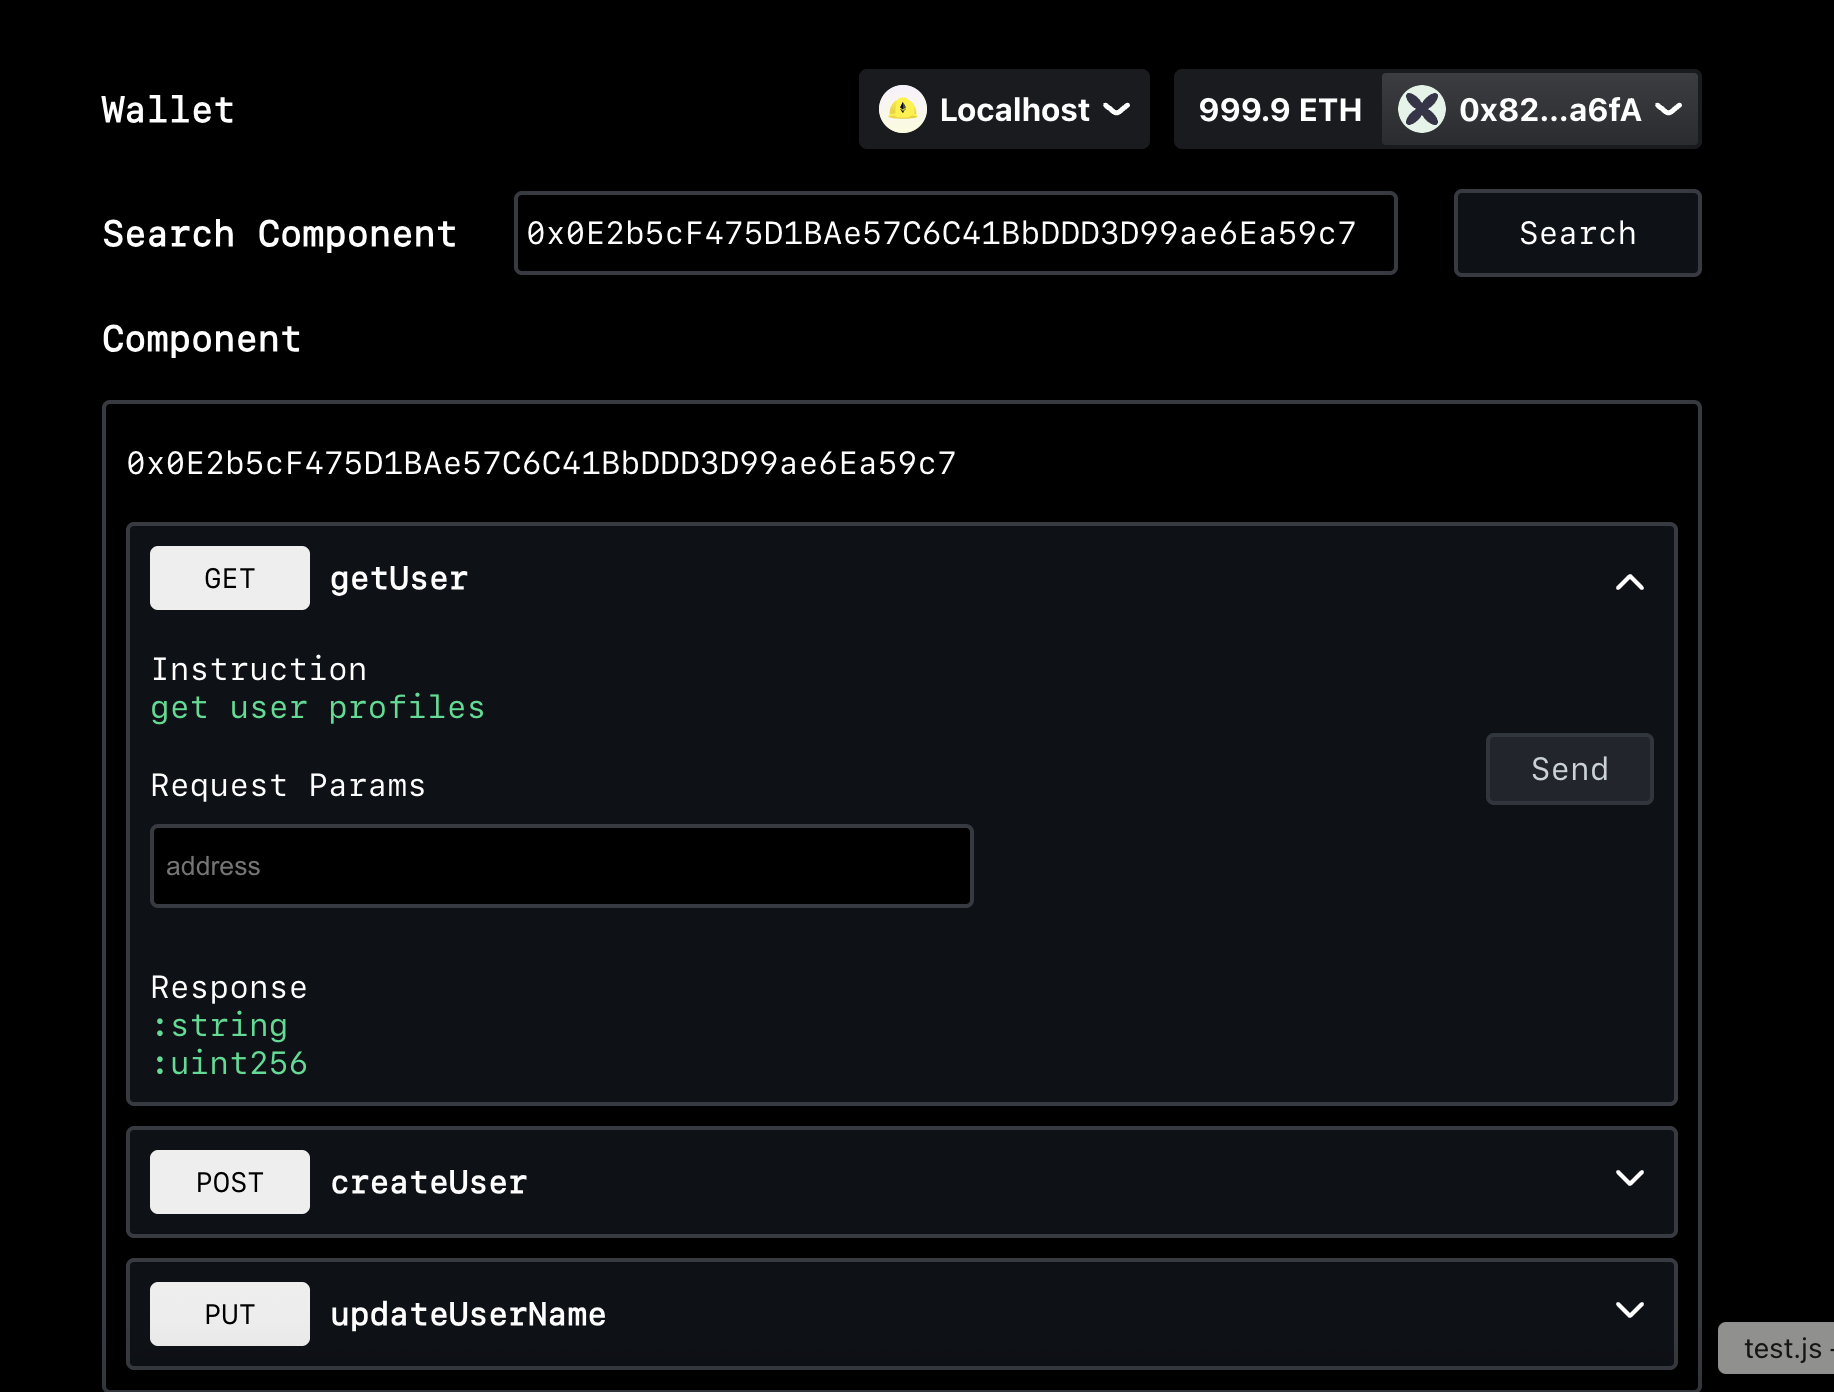 Wallet
Localhost
999.9 ETH
0x82...a6fA
Search Component
0x0E2b5cF475D1BAe57C6C41BbDDD3D99ae6Ea59c7
Search
Component
0x0E2b5cF475D1BAe57C6C41BbDDD3D99ae6Ea59c7
GET
getUser
Instruction
get user profiles
Send
Request Params
address
Response
:string
:uint256
POST
createUser
PUT
updateUserName
test.js -